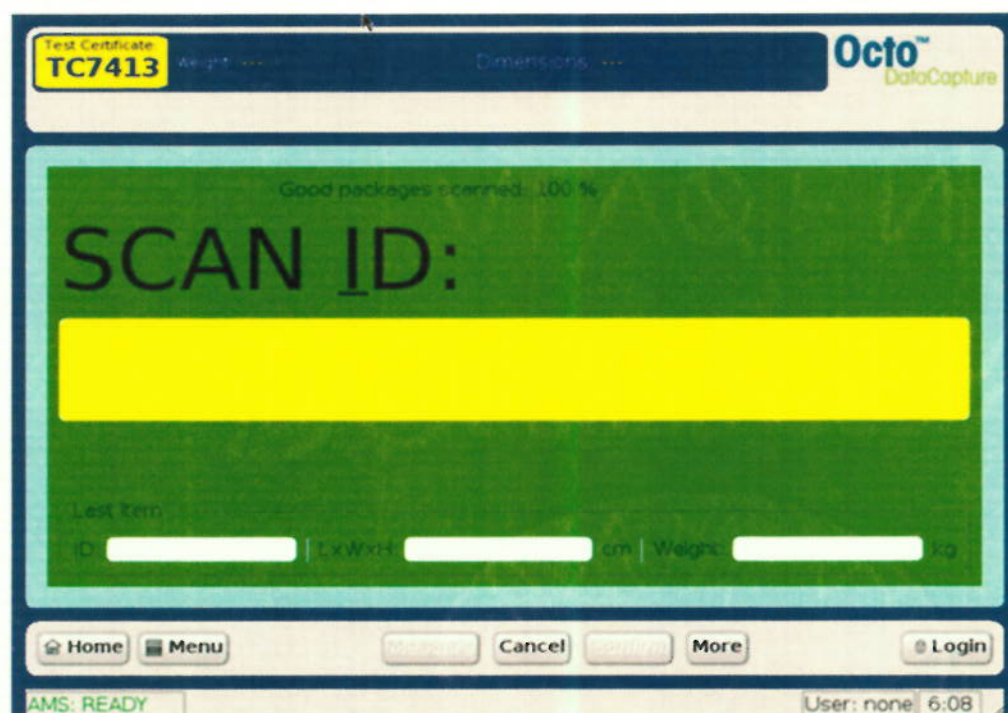 Test Certificate:
TC7413
Weight: ---
Dimensions: ---
Octo™
DataCapture
Good packages scanned: 100 %
SCAN ID:
Last item
ID:
LxWxH:
cm
Weight:
kg
Home
Menu
Cancel
More
Login
AMS: READY
User: none
6:08